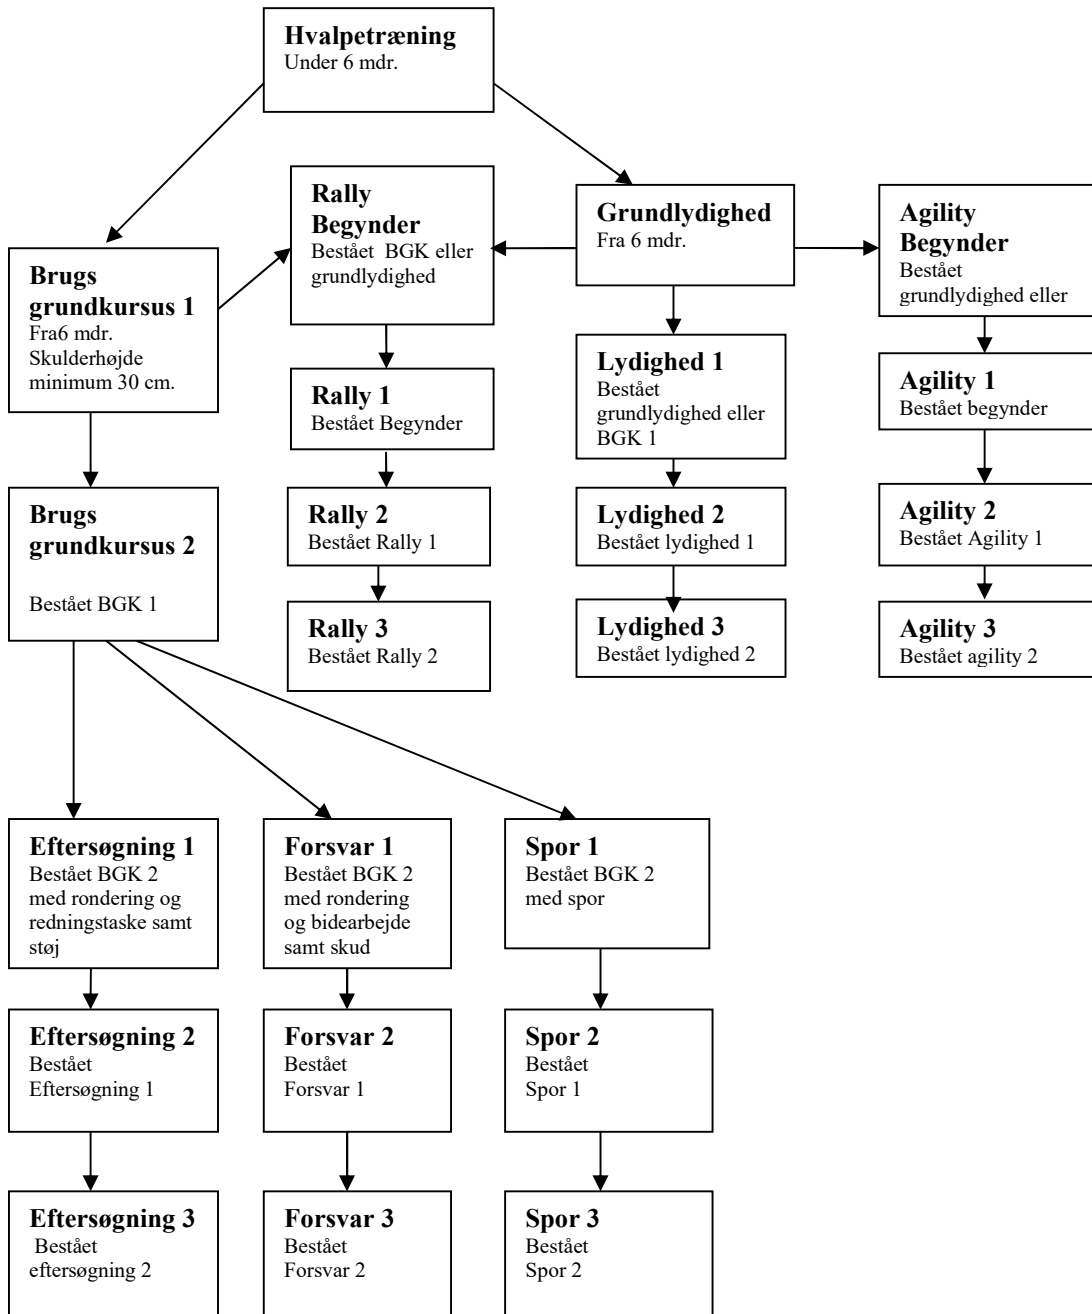 Hvalpetræning
Under 6 mdr.
Rally
Begynder
Bestået  BGK eller
grundlydighed
Grundlydighed
Fra 6 mdr.
Agility
Begynder
Bestået
grundlydighed eller
Brugs
grundkursus 1
Fra6 mdr.
Skulderhøjde
minimum 30 cm.
Rally 1
Bestået Begynder
Lydighed 1
Bestået
grundlydighed eller
BGK 1
Agility 1
Bestået begynder
Brugs
grundkursus 2
Bestået BGK 1
Rally 2
Bestået Rally 1
Lydighed 2
Bestået lydighed 1
Agility 2
Bestået Agility 1
Rally 3
Bestået Rally 2
Lydighed 3
Bestået lydighed 2
Agility 3
Bestået agility 2
Eftersøgning 1
Bestået BGK 2
med rondering og
redningstaske samt
støj
Forsvar 1
Bestået BGK 2
med rondering
og bidearbejde
samt skud
Spor 1
Bestået BGK 2
med spor
Eftersøgning 2
Bestået
Eftersøgning 1
Forsvar 2
Bestået
Forsvar 1
Spor 2
Bestået
Spor 1
Eftersøgning 3
Bestået
eftersøgning 2
Forsvar 3
Bestået
Forsvar 2
Spor 3
Bestået
Spor 2